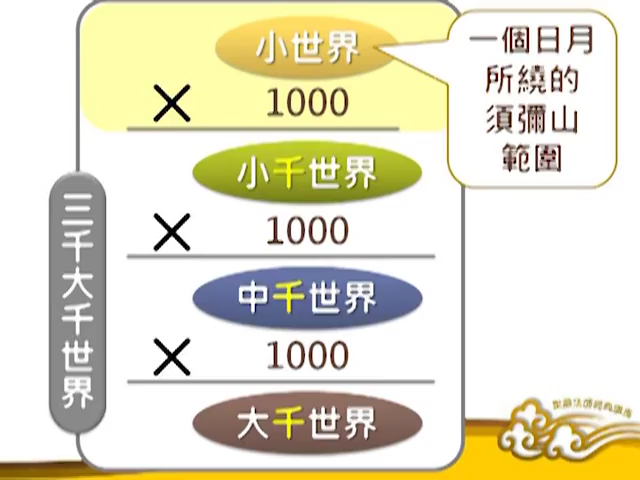 小世界
一個日月
所繞的
須彌山
範圍
× 1000
小千世界
× 1000
中千世界
× 1000
大千世界
三千大千世界